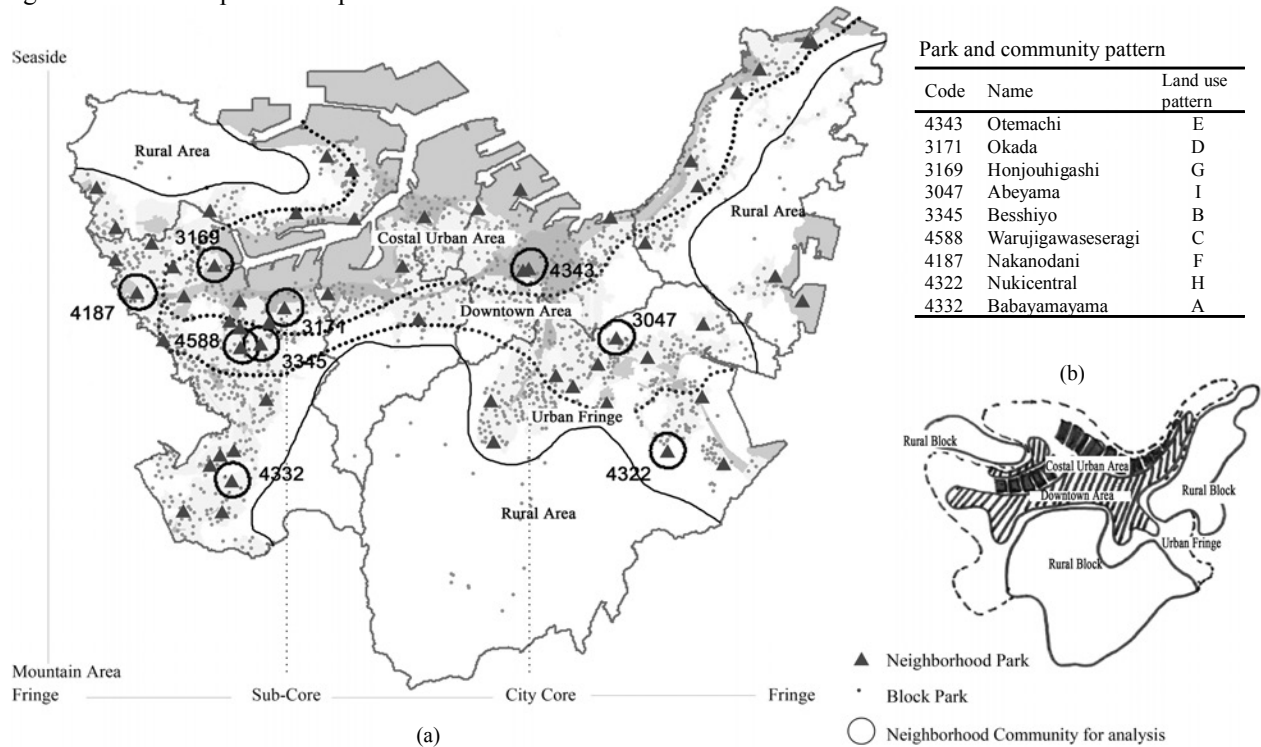 Seaside
Rural Area
Rural Area
3169
Costal Urban Area
4343
4187
Downtown Area
3171
3047
4588
3345
Urban Fringe
4332
4322
Rural Area
Mountain Area
Fringe
Sub-Core
City Core
Fringe
(a)
Park and community pattern
Code Name Land use pattern
4343 Otemachi E
3171 Okada D
3169 Honjouhigashi G
3047 Abeyama I
3345 Besshiyo B
4588 Warujigawaseseragi C
4187 Nakanodani F
4322 Nukicentral H
4332 Babayamayama A
(b)
Rural Block
Costal Urban Area
Downtown Area
Rural Block
Urban Fringe
Rural Block
Neighborhood Park
Block Park
Neighborhood Community for analysis